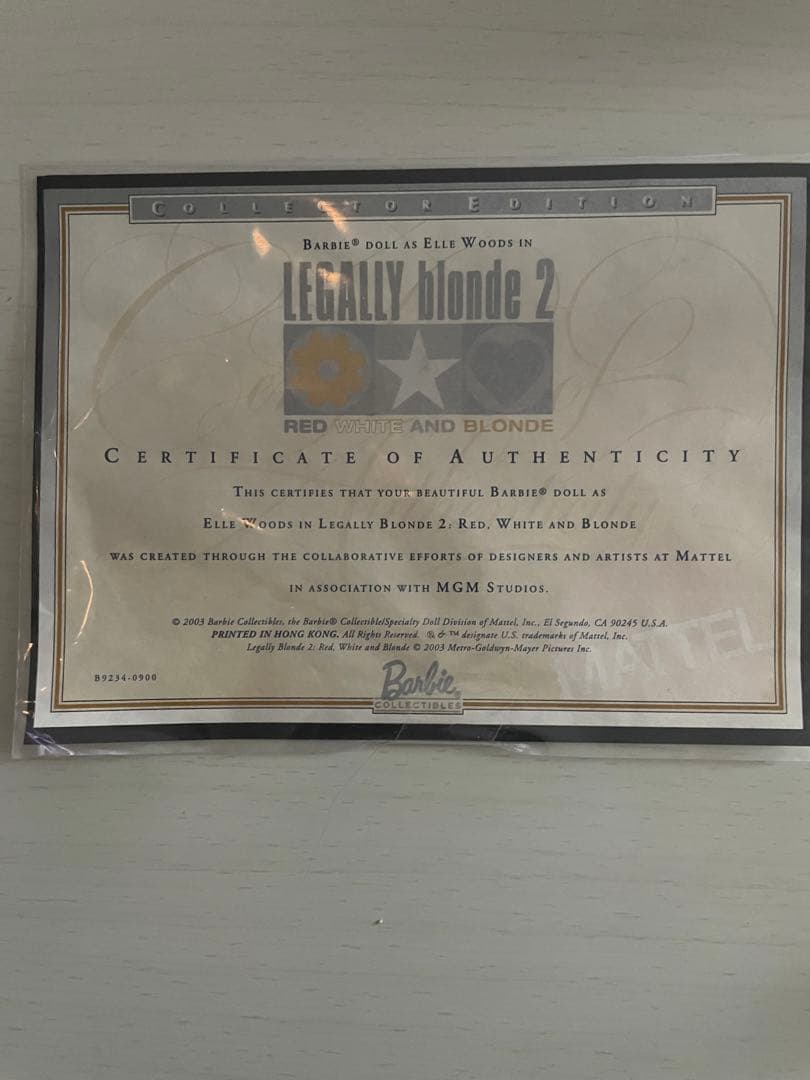 COLLECTOR EDITION
BARBIE® DOLL AS ELLE WOODS IN
LEGALLY blonde 2
RED WHITE AND BLONDE
CERTIFICATE OF AUTHENTICITY
THIS CERTIFIES THAT YOUR BEAUTIFUL BARBIE® DOLL AS
ELLE WOODS IN LEGALLY BLONDE 2: RED, WHITE AND BLONDE
WAS CREATED THROUGH THE COLLABORATIVE EFFORTS OF DESIGNERS AND ARTISTS AT MATTEL
IN ASSOCIATION WITH MGM STUDIOS.
© 2003 Barbie Collectibles, the Barbie® Collectible/Specialty Doll Division of Mattel, Inc., El Segundo, CA 90245 U.S.A.
PRINTED IN HONG KONG. All Rights Reserved. ® & ™ designate U.S. trademarks of Mattel, Inc.
Legally Blonde 2: Red, White and Blonde © 2003 Metro-Goldwyn-Mayer Pictures Inc.
MATTEL
B9234-0900
Barbie®
COLLECTIBLES